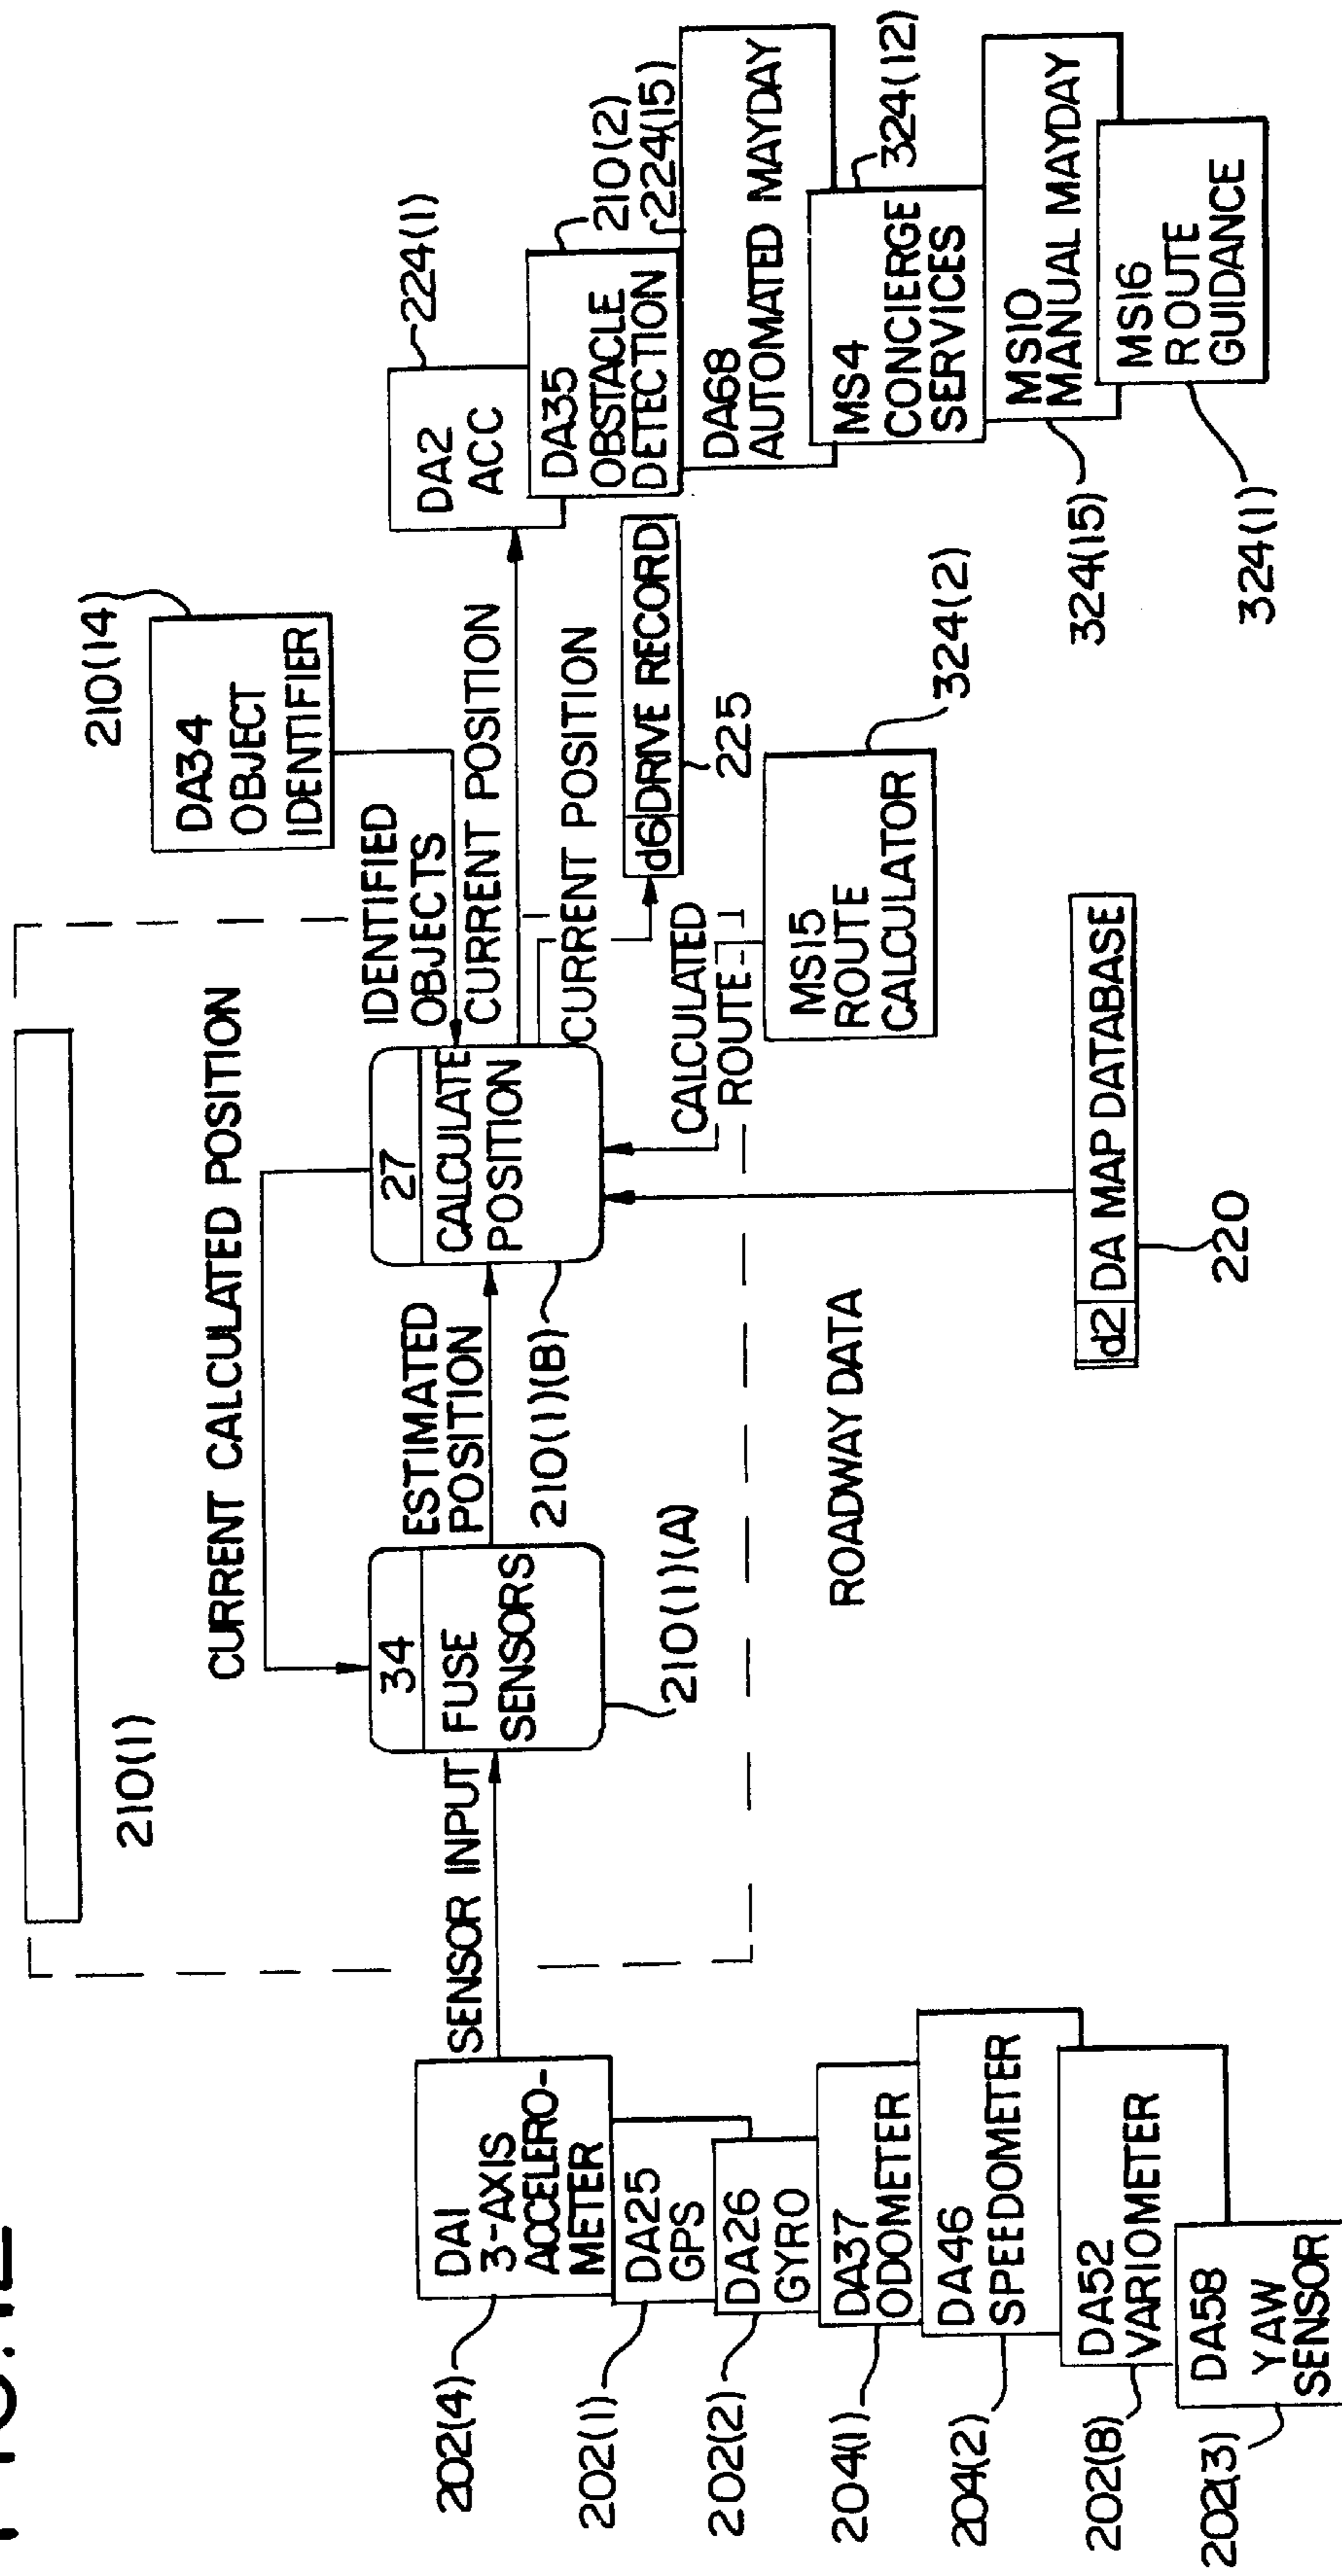 210(1)
CURRENT CALCULATED POSITION
202(4)
DA1
3-AXIS
ACCELERO-
METER
202(1)
DA25
GPS
202(2)
DA26
GYRO
204(1)
DA37
ODOMETER
204(2)
DA46
SPEEDOMETER
202(8)
DA52
VARIOMETER
202(3)
DA58
YAW
SENSOR
SENSOR INPUT
34
FUSE
SENSORS
210(1)(A)
ESTIMATED
POSITION
210(1)(B)
27
CALCULATE
POSITION
ROADWAY DATA
d2 DA MAP DATABASE
220
210(14)
DA34
OBJECT
IDENTIFIER
IDENTIFIED
OBJECTS
CURRENT POSITION
CURRENT POSITION
d6 DRIVE RECORD
225
CALCULATED
ROUTE
MS15
ROUTE
CALCULATOR
324(2)
224(1)
DA2
ACC
210(2)
DA35
OBSTACLE
DETECTION
224(15)
DA68
AUTOMATED MAYDAY
324(12)
MS4
CONCIERGE
SERVICES
MS10
MANUAL MAYDAY
324(15)
MS16
ROUTE
GUIDANCE
324(1)